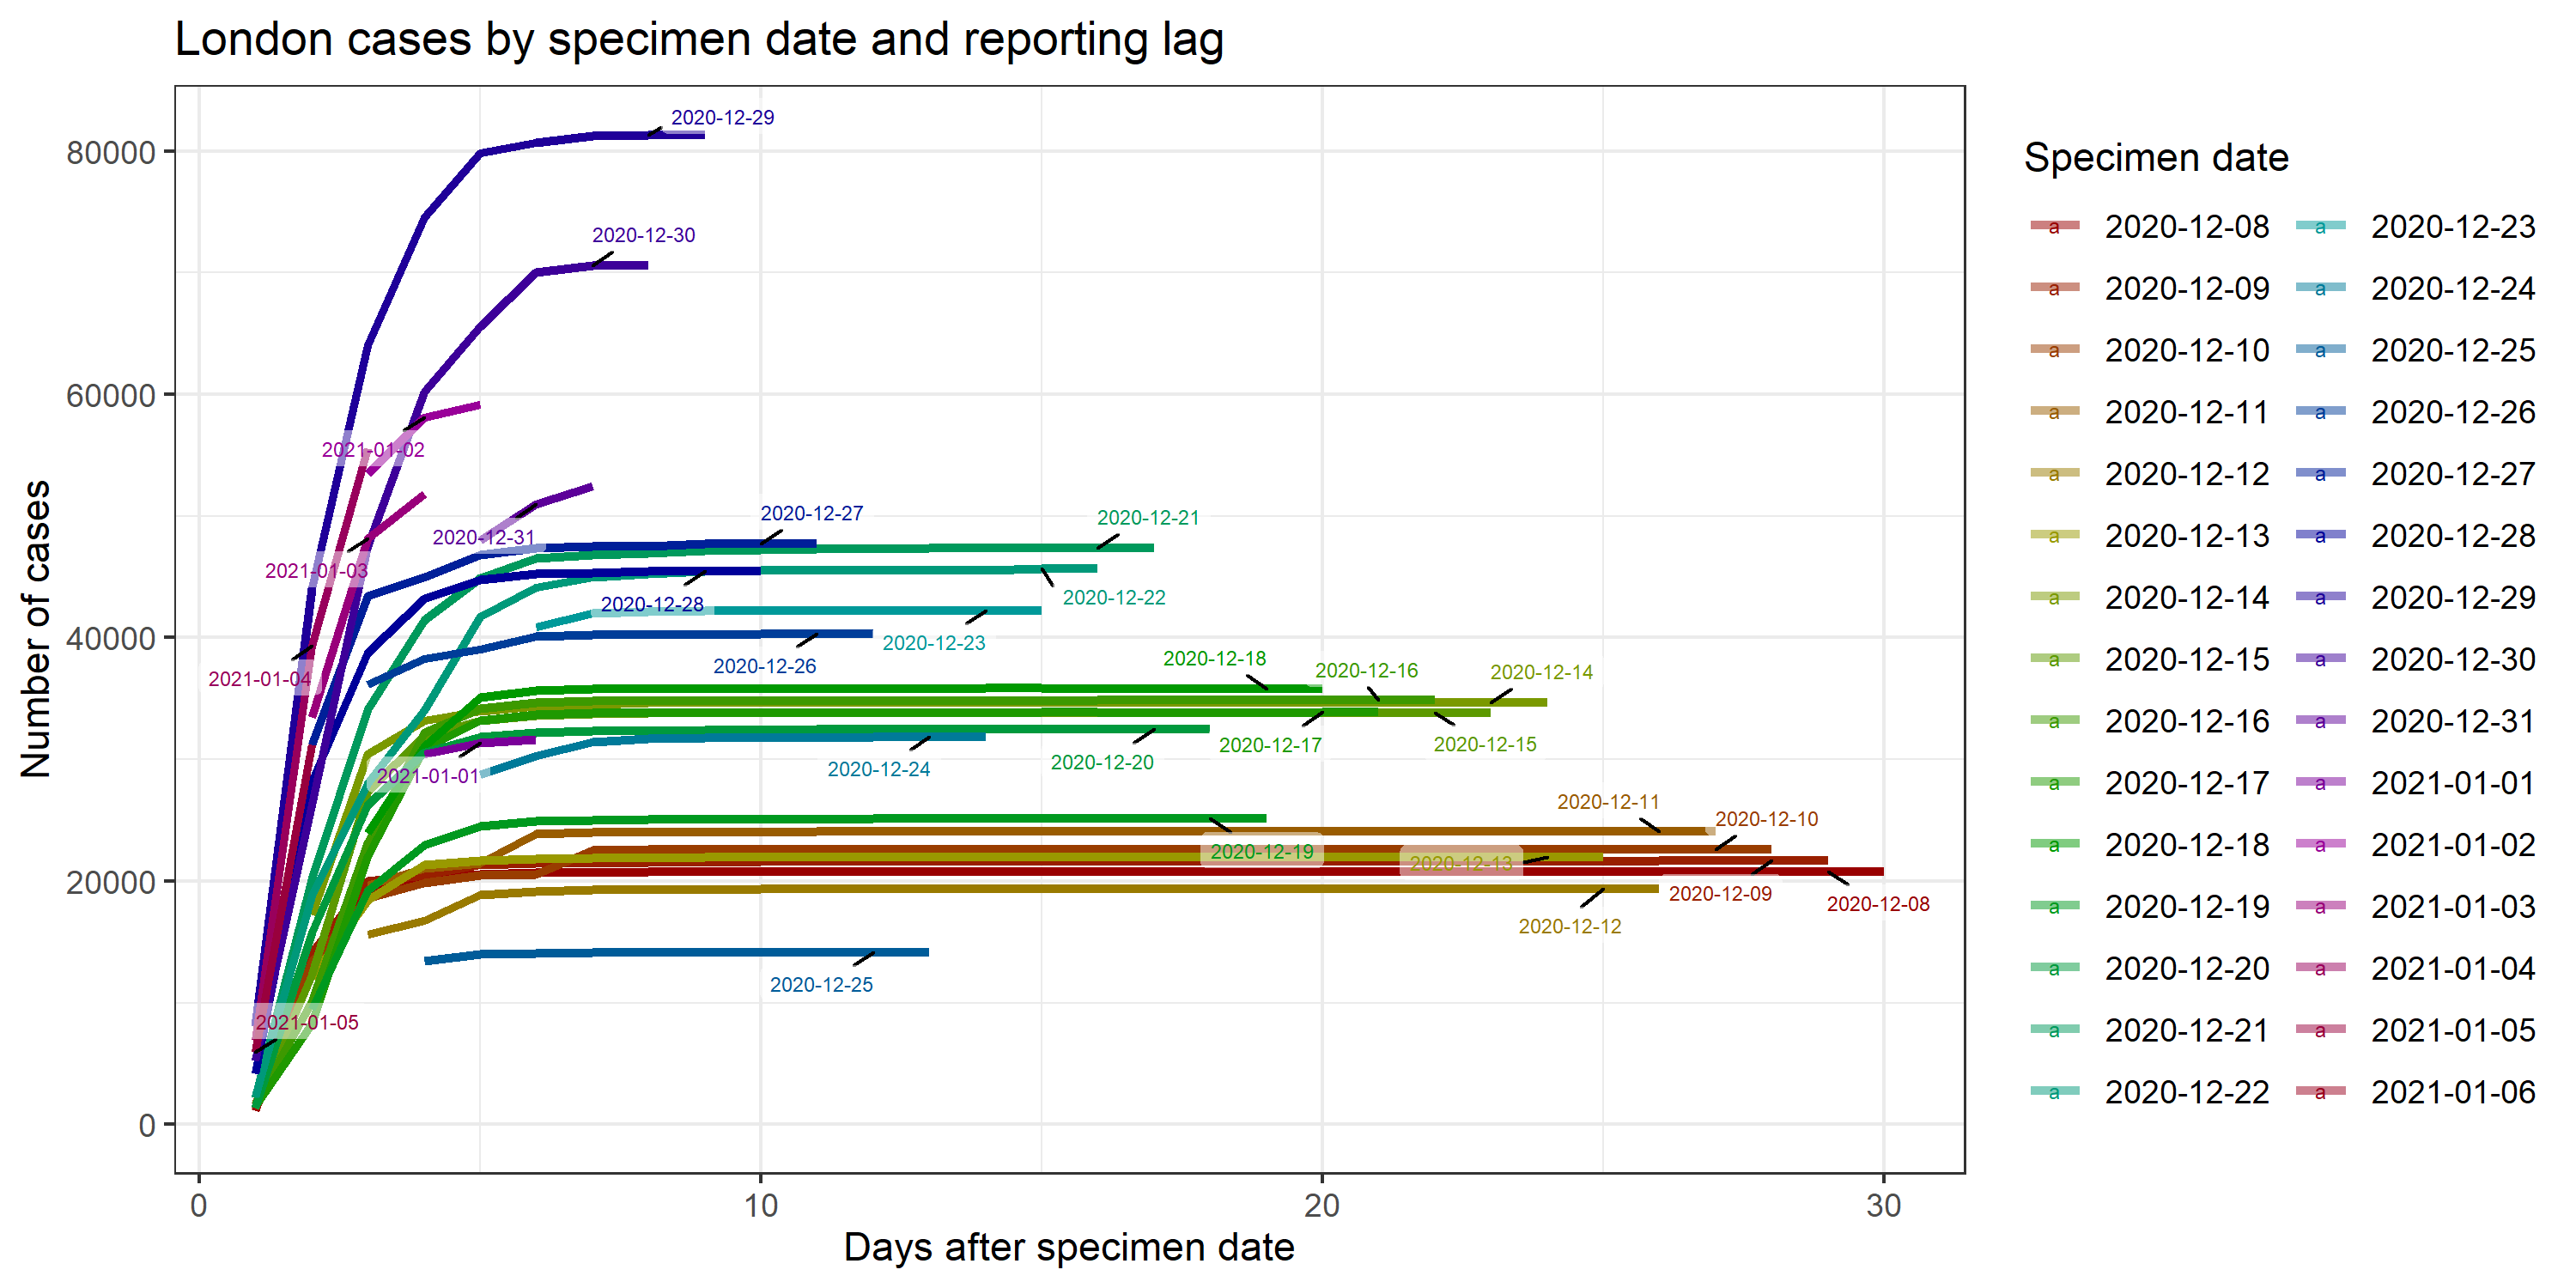 London cases by specimen date and reporting lag
Number of cases
80000
60000
40000
20000
0
0
10
20
30
Days after specimen date
2020-12-29
2020-12-30
2021-01-02
2020-12-31
2020-12-27
2020-12-21
2021-01-03
2020-12-28
2020-12-22
2020-12-23
2020-12-26
2020-12-18
2020-12-16
2020-12-14
2021-01-04
2020-12-17
2020-12-15
2020-12-20
2020-12-24
2021-01-01
2020-12-11
2020-12-10
2020-12-19
2020-12-13
2020-12-09
2020-12-08
2020-12-12
2020-12-25
2021-01-05
Specimen date
a 2020-12-08
a 2020-12-09
a 2020-12-10
a 2020-12-11
a 2020-12-12
a 2020-12-13
a 2020-12-14
a 2020-12-15
a 2020-12-16
a 2020-12-17
a 2020-12-18
a 2020-12-19
a 2020-12-20
a 2020-12-21
a 2020-12-22
a 2020-12-23
a 2020-12-24
a 2020-12-25
a 2020-12-26
a 2020-12-27
a 2020-12-28
a 2020-12-29
a 2020-12-30
a 2020-12-31
a 2021-01-01
a 2021-01-02
a 2021-01-03
a 2021-01-04
a 2021-01-05
a 2021-01-06